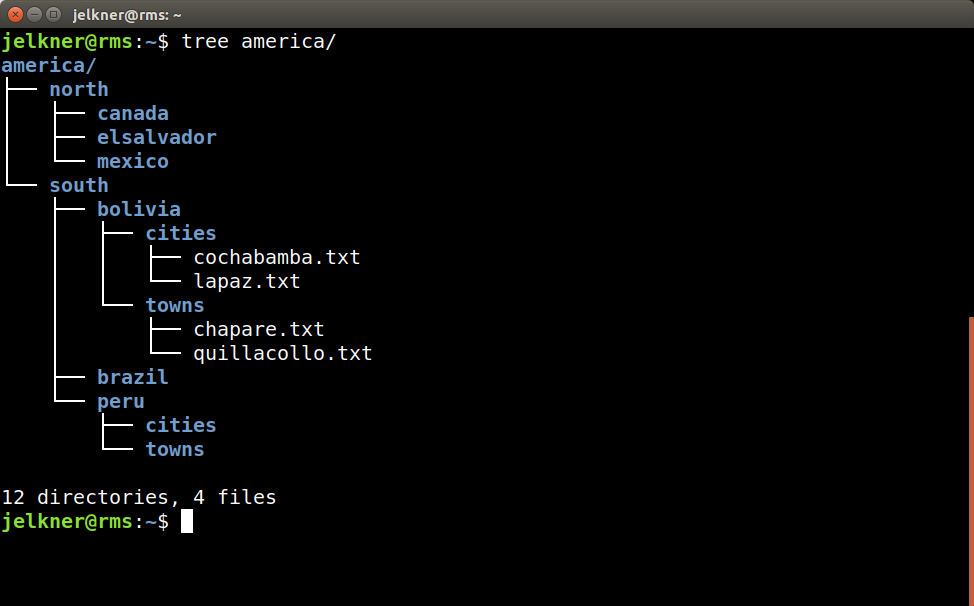 jelkner@rms: ~
jelkner@rms:~$ tree america/
america/
├── north
│   ├── canada
│   ├── elsalvador
│   └── mexico
└── south
    ├── bolivia
    │   ├── cities
    │   │   ├── cochabamba.txt
    │   │   └── lapaz.txt
    │   └── towns
    │       ├── chapare.txt
    │       └── quillacollo.txt
    ├── brazil
    └── peru
        ├── cities
        └── towns

12 directories, 4 files
jelkner@rms:~$